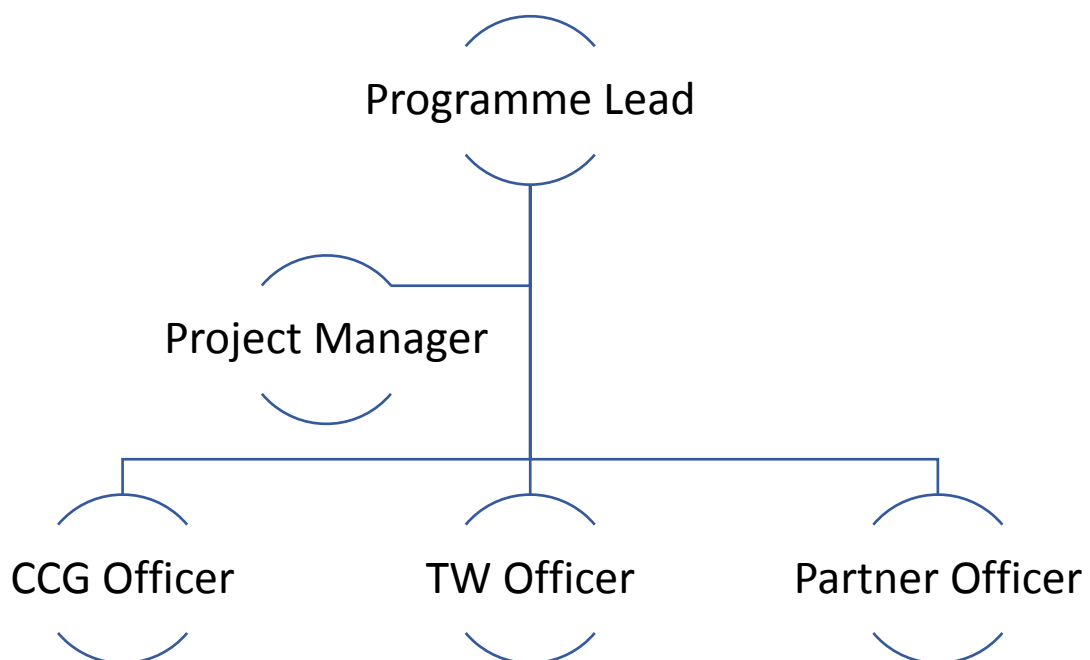 Programme Lead
Project Manager
CCG Officer
TW Officer
Partner Officer